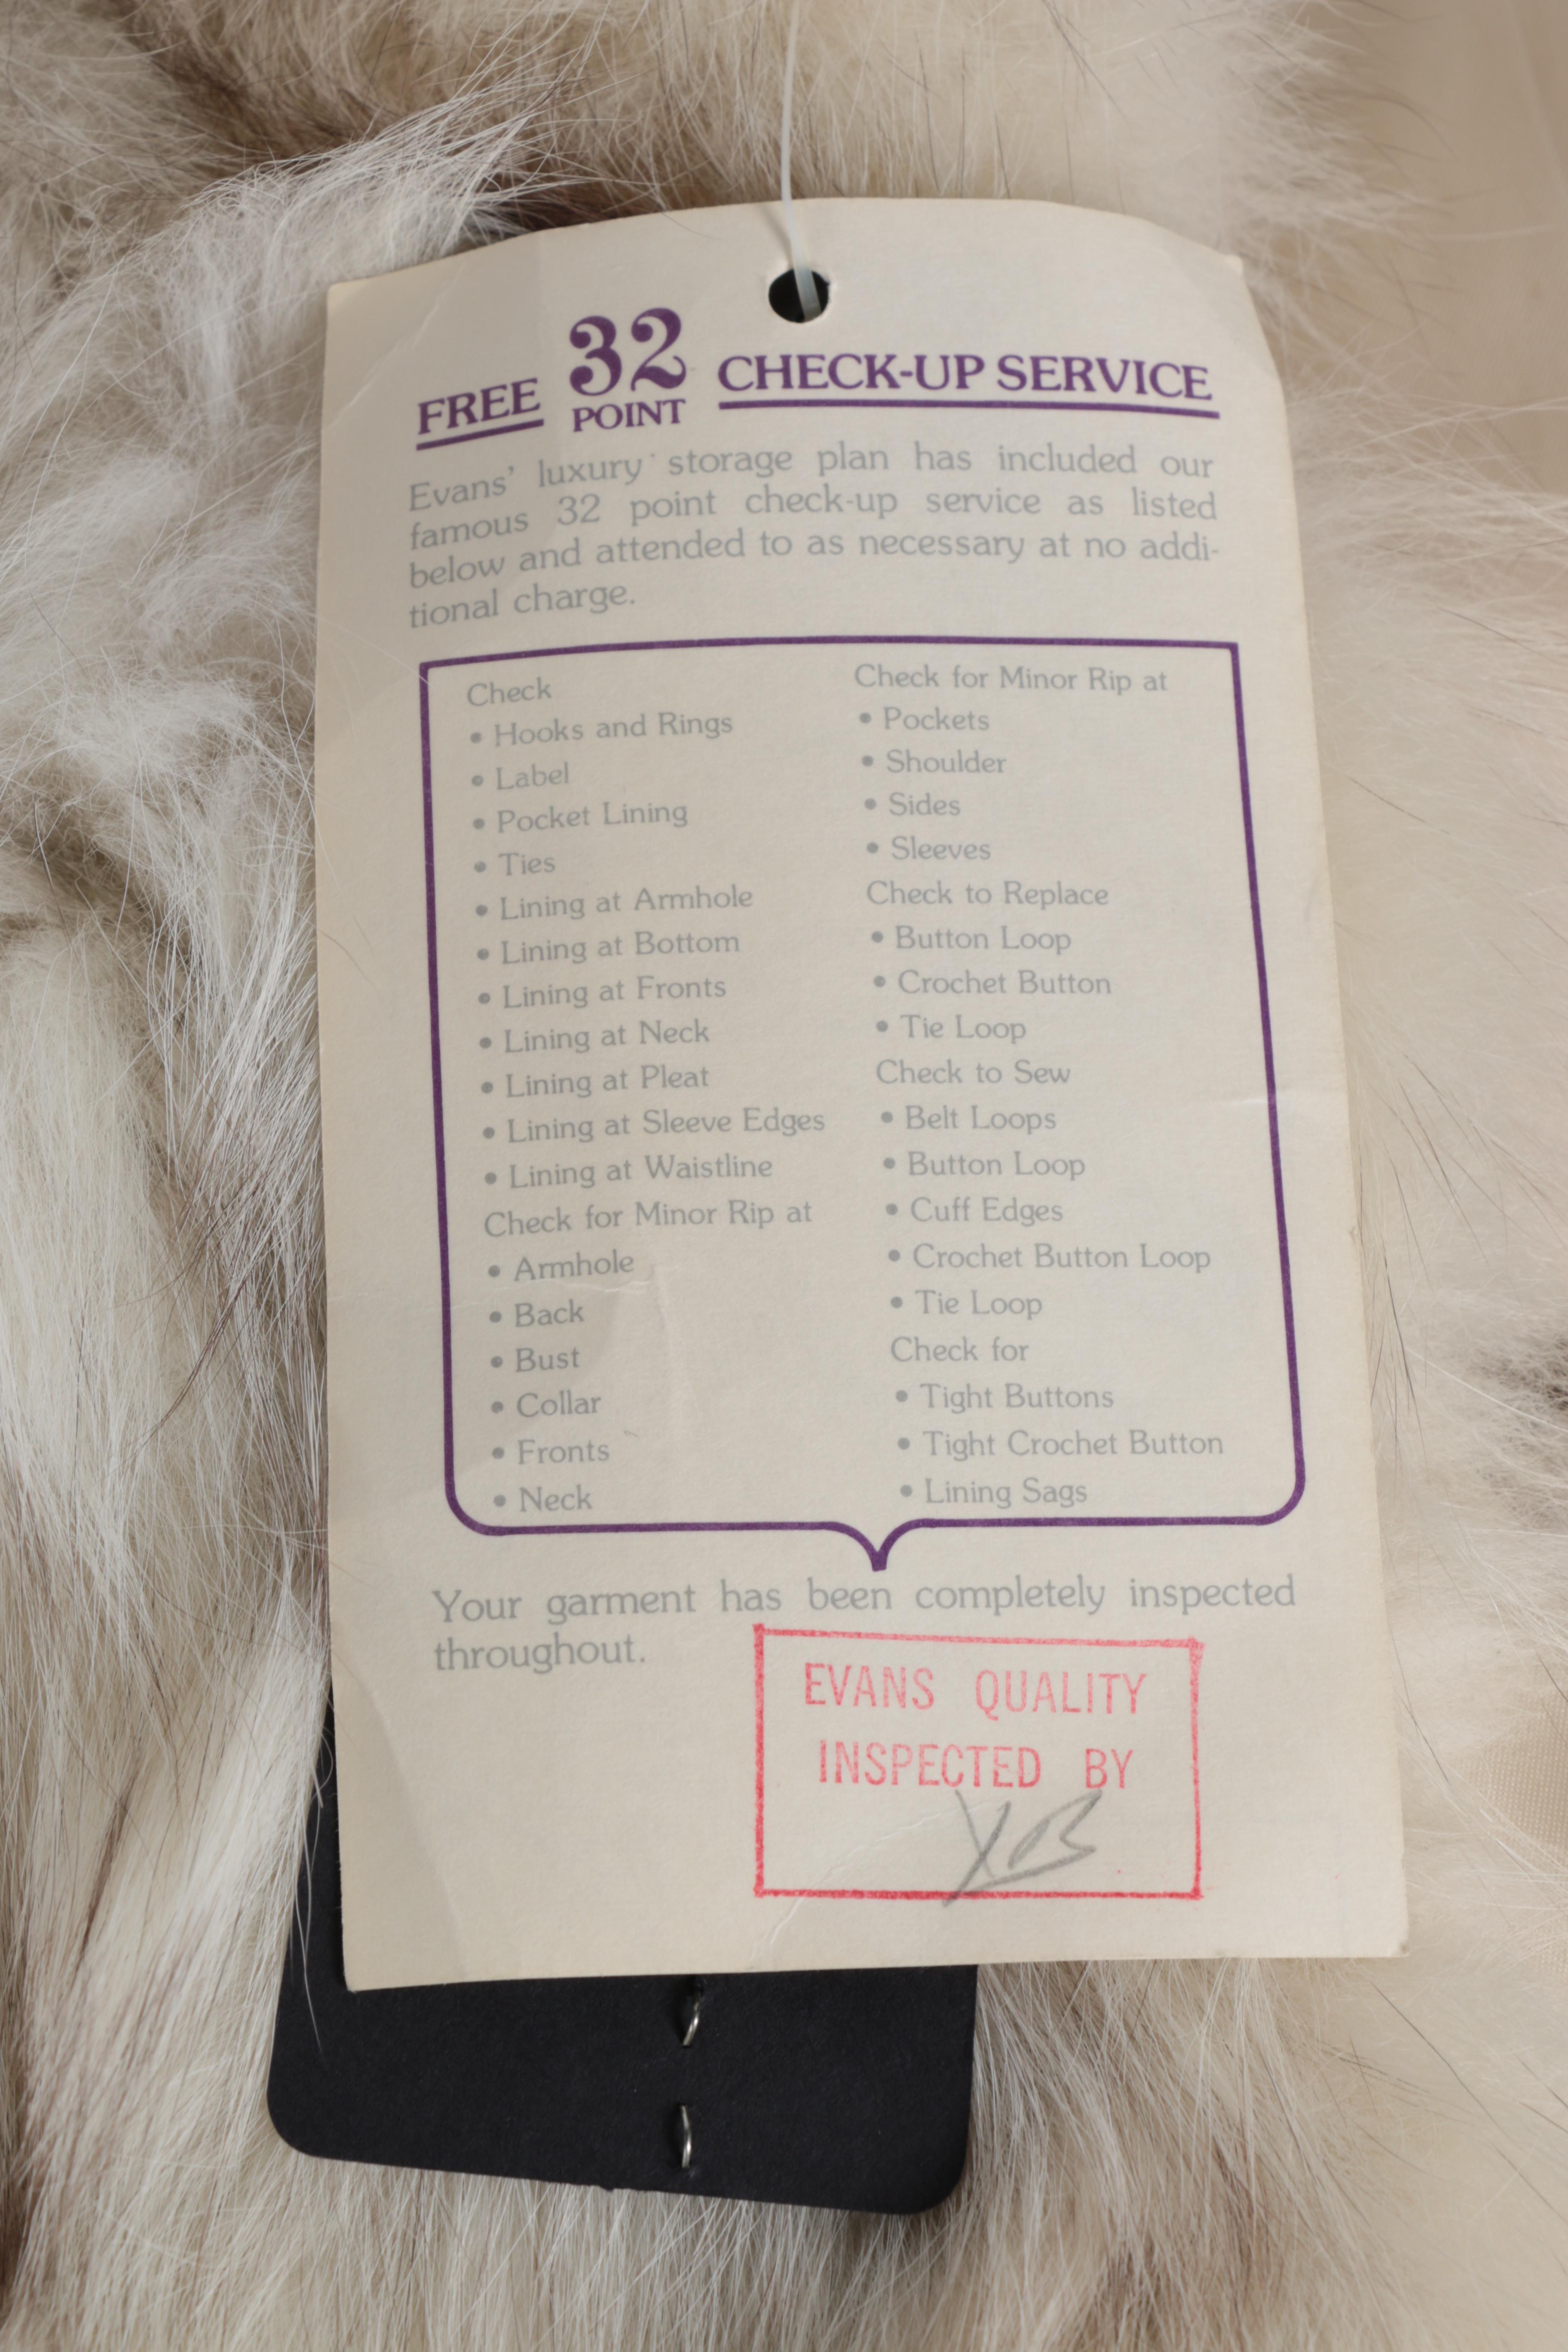 FREE 32 POINT CHECK-UP SERVICE
Evans' luxury storage plan has included our
famous 32 point check-up service as listed
below and attended to as necessary at no addi-
tional charge.
Check
• Hooks and Rings
• Label
• Pocket Lining
• Ties
• Lining at Armhole
• Lining at Bottom
• Lining at Fronts
• Lining at Neck
• Lining at Pleat
• Lining at Sleeve Edges
• Lining at Waistline
Check for Minor Rip at
• Armhole
• Back
• Bust
• Collar
• Fronts
• Neck
Check for Minor Rip at
• Pockets
• Shoulder
• Sides
• Sleeves
Check to Replace
• Button Loop
• Crochet Button
• Tie Loop
Check to Sew
• Belt Loops
• Button Loop
• Cuff Edges
• Crochet Button Loop
• Tie Loop
Check for
• Tight Buttons
• Tight Crochet Button
• Lining Sags
Your garment has been completely inspected
throughout.
EVANS QUALITY
INSPECTED BY